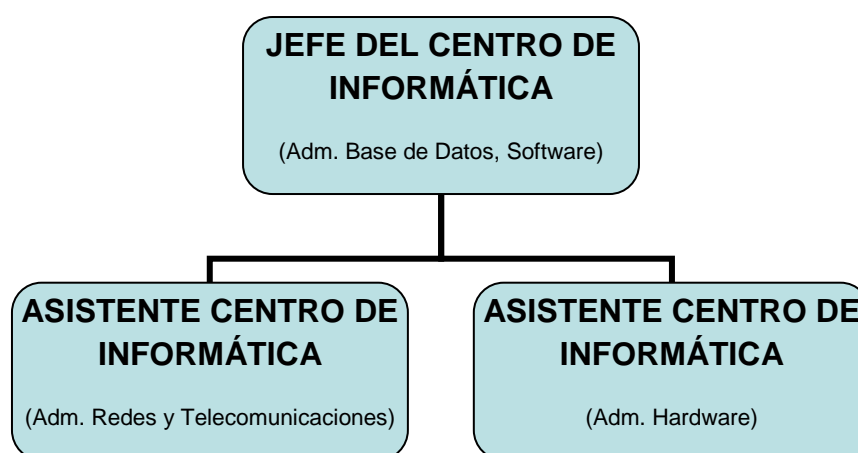 JEFE DEL CENTRO DE
INFORMÁTICA
(Adm. Base de Datos, Software)
ASISTENTE CENTRO DE
INFORMÁTICA
(Adm. Redes y Telecomunicaciones)
ASISTENTE CENTRO DE
INFORMÁTICA
(Adm. Hardware)